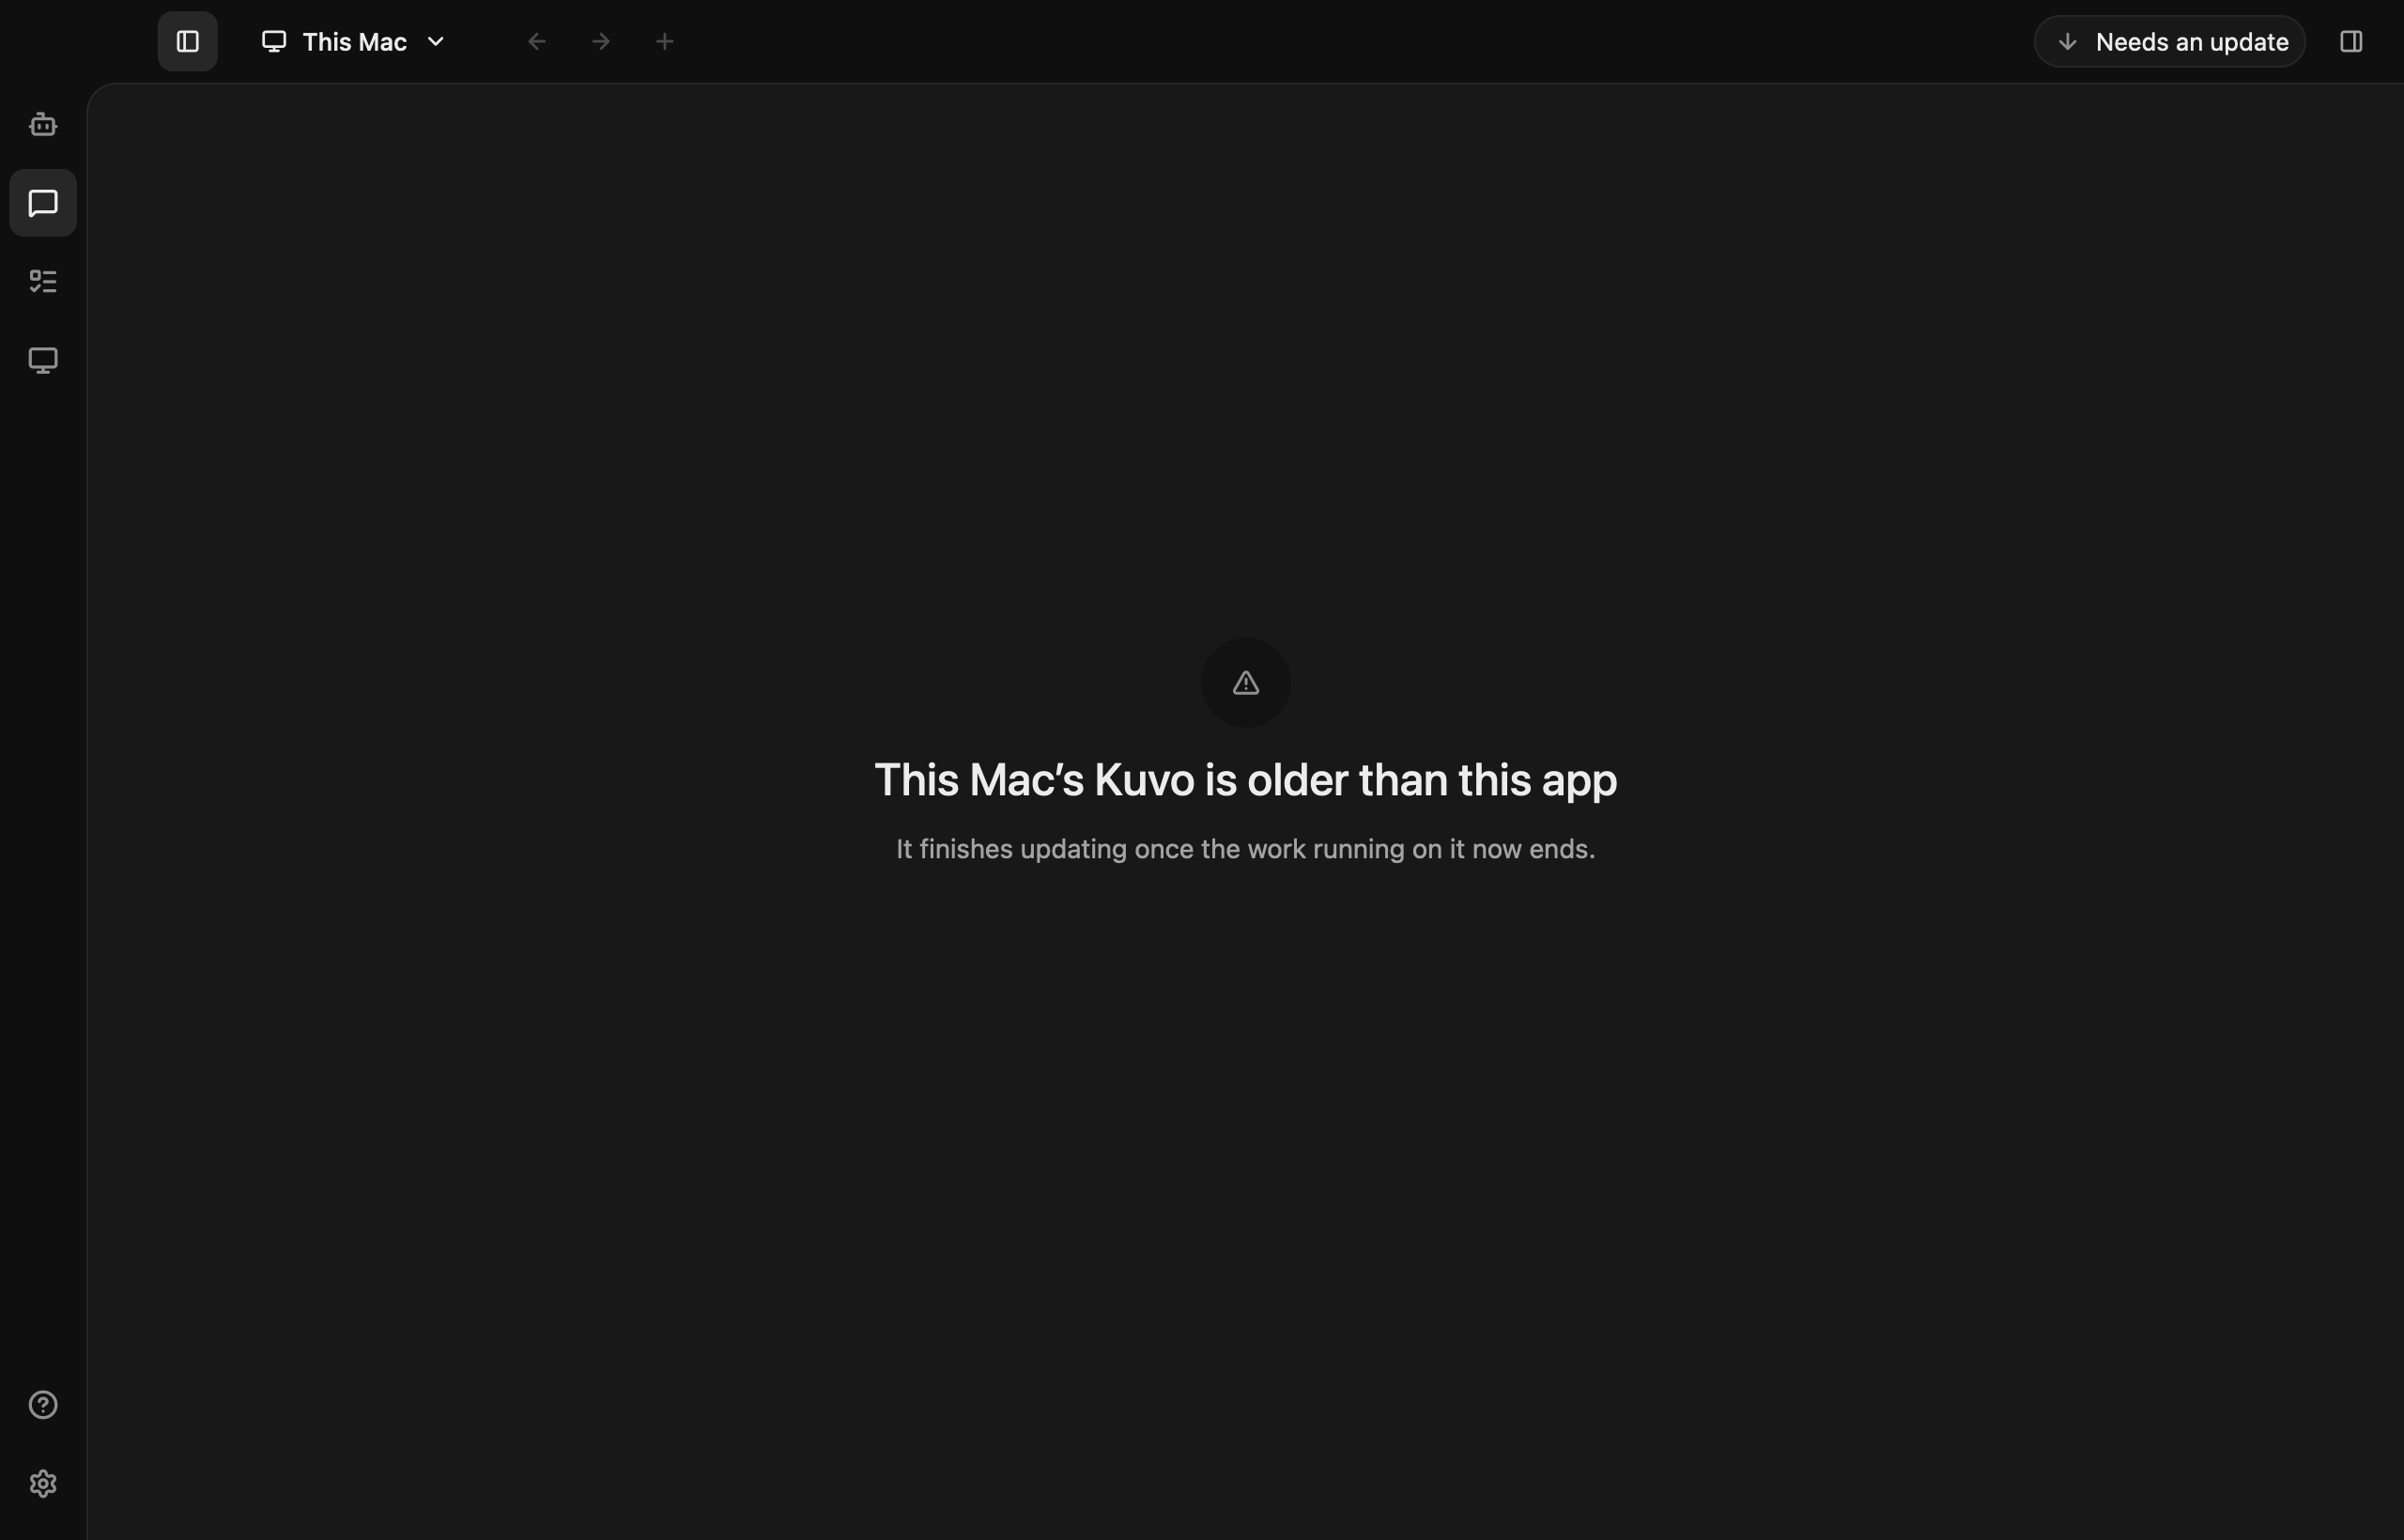 This Mac
Needs an update
This Mac’s Kuvo is older than this app
It finishes updating once the work running on it now ends.